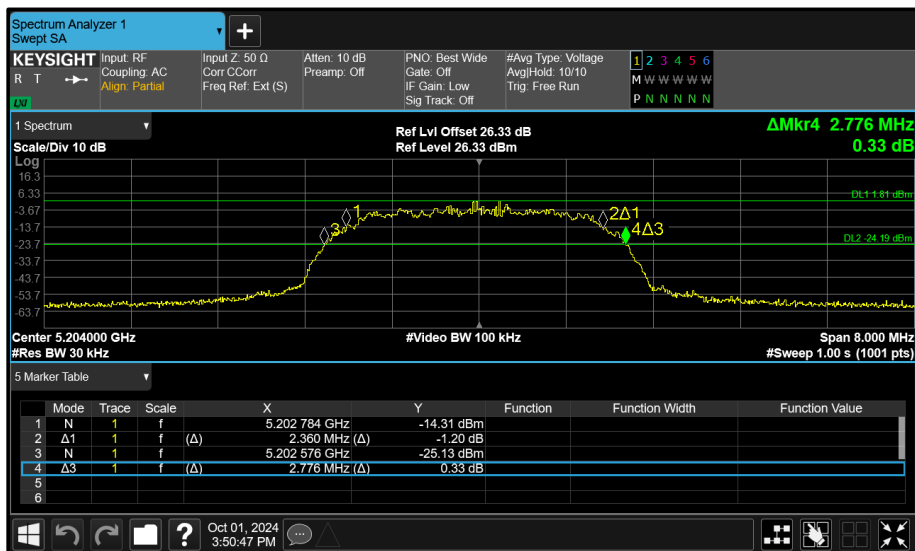 Spectrum Analyzer 1
Swept SA
+
KEYSIGHT
R T
LXI
Input: RF
Coupling: AC
Align: Partial
Input Z: 50 Ω
Corr CCorr
Freq Ref: Ext (S)
Atten: 10 dB
Preamp: Off
PNO: Best Wide
Gate: Off
IF Gain: Low
Sig Track: Off
#Avg Type: Voltage
Avg|Hold: 10/10
Trig: Free Run
1 2 3 4 5 6
M W W W W W
P N N N N N
1 Spectrum
Scale/Div 10 dB
Ref Lvl Offset 26.33 dB
Ref Level 26.33 dBm
ΔMkr4 2.776 MHz
0.33 dB
Log
16.3
6.33
-3.67
-13.7
-23.7
-33.7
-43.7
-53.7
-63.7
DL1 1.81 dBm
1
2Δ1
3
4Δ3
DL2 -24.19 dBm
Center 5.204000 GHz
#Video BW 100 kHz
Span 8.000 MHz
#Res BW 30 kHz
#Sweep 1.00 s (1001 pts)
5 Marker Table
Mode Trace Scale X Y Function Function Width Function Value
1 N 1 f 5.202 784 GHz -14.31 dBm
2 Δ1 1 f (Δ) 2.360 MHz (Δ) -1.20 dB
3 N 1 f 5.202 576 GHz -25.13 dBm
4 Δ3 1 f (Δ) 2.776 MHz (Δ) 0.33 dB
5
6
?
Oct 01, 2024
3:50:47 PM